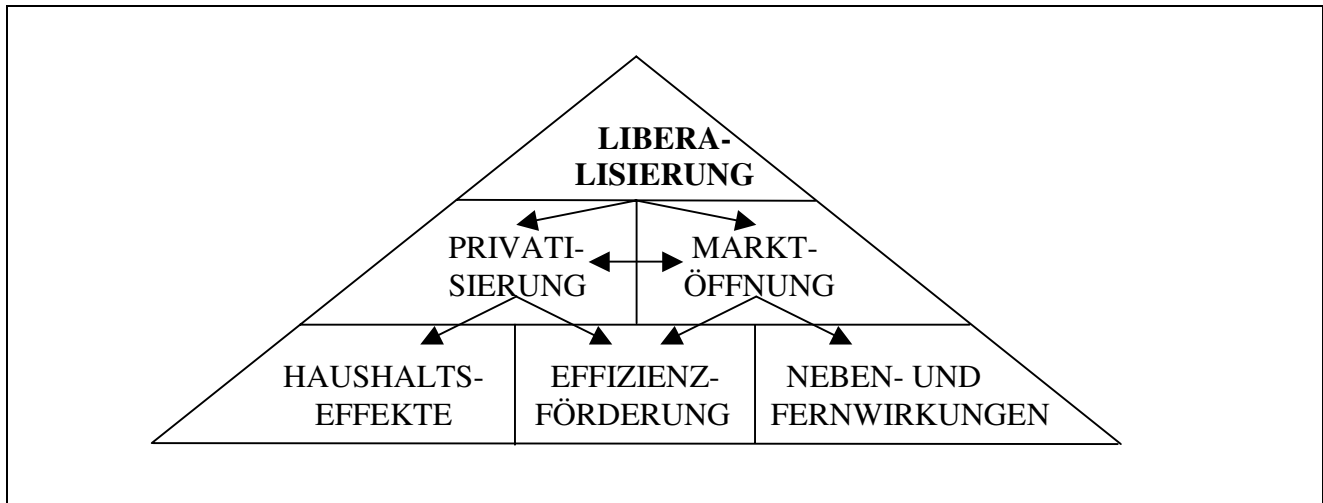 LIBERA-
LISIERUNG
PRIVATI-
SIERUNG
MARKT-
ÖFFNUNG
HAUSHALTS-
EFFEKTE
EFFIZIENZ-
FÖRDERUNG
NEBEN- UND
FERNWIRKUNGEN